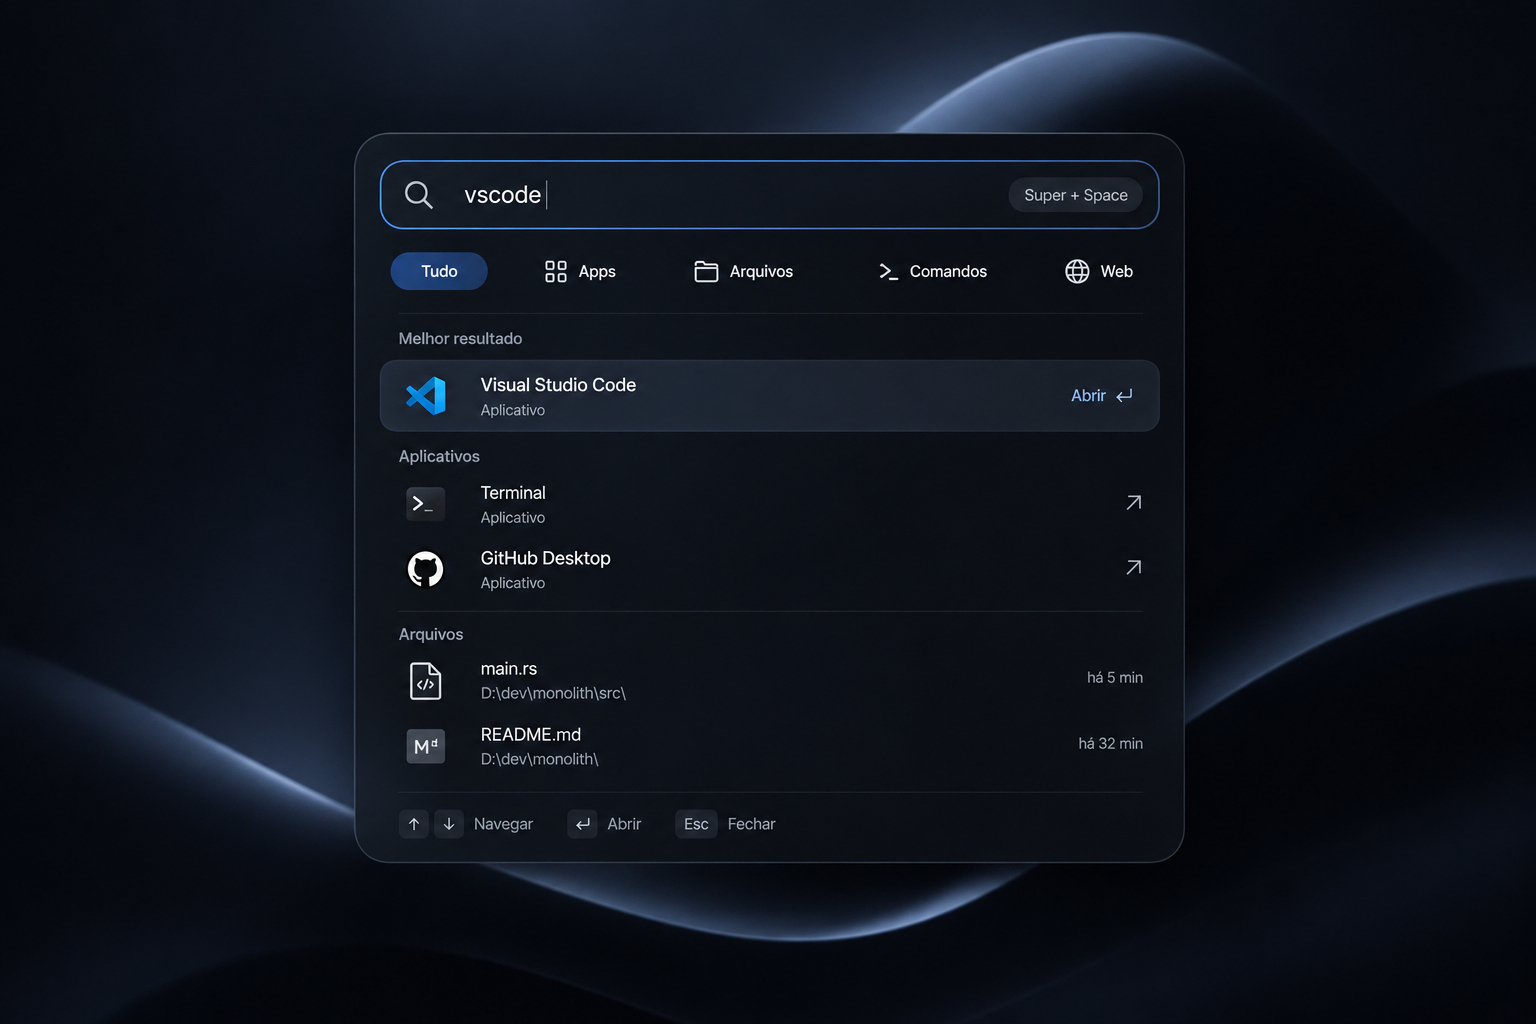 vscode
Super + Space
Tudo
Apps
Arquivos
Comandos
Web
Melhor resultado
Visual Studio Code
Aplicativo
Abrir
Aplicativos
Terminal
Aplicativo
GitHub Desktop
Aplicativo
Arquivos
main.rs
D:\dev\monolith\src\
há 5 min
README.md
D:\dev\monolith\
há 32 min
Navegar
Abrir
Esc
Fechar